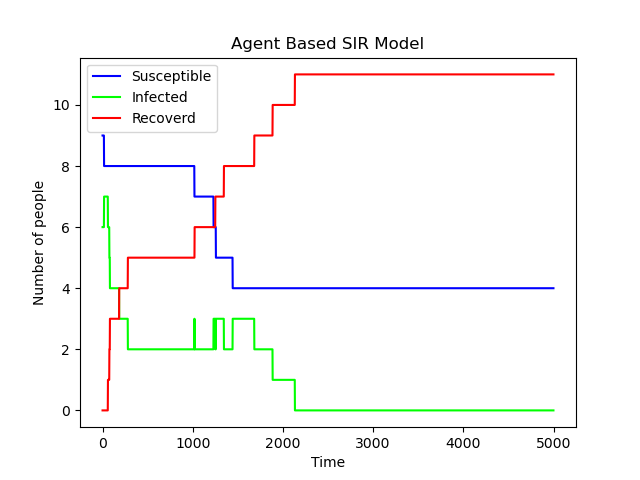 Agent Based SIR Model
Susceptible
Infected
Recoverd
Number of people
10
8
6
4
2
0
0 1000 2000 3000 4000 5000
Time